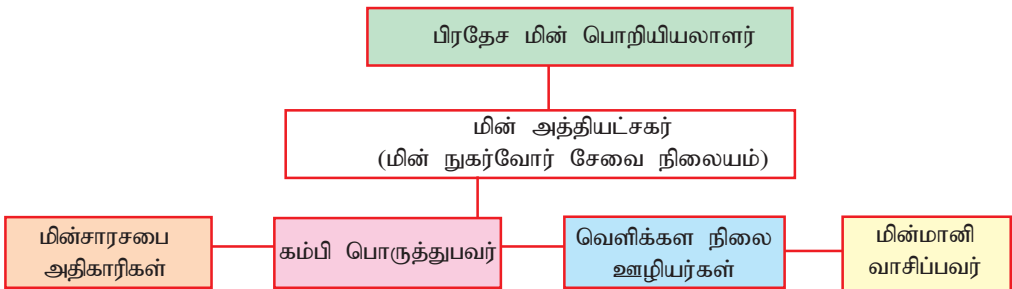 பிரதேச மின் பொறியியலாளர்
மின் அத்தியட்சகர்
(மின் நுகர்வோர் சேவை நிலையம்)
மின்சாரசபை
அதிகாரிகள்
கம்பி பொருத்துபவர்
வெளிக்கள நிலை
ஊழியர்கள்
மின்மானி
வாசிப்பவர்